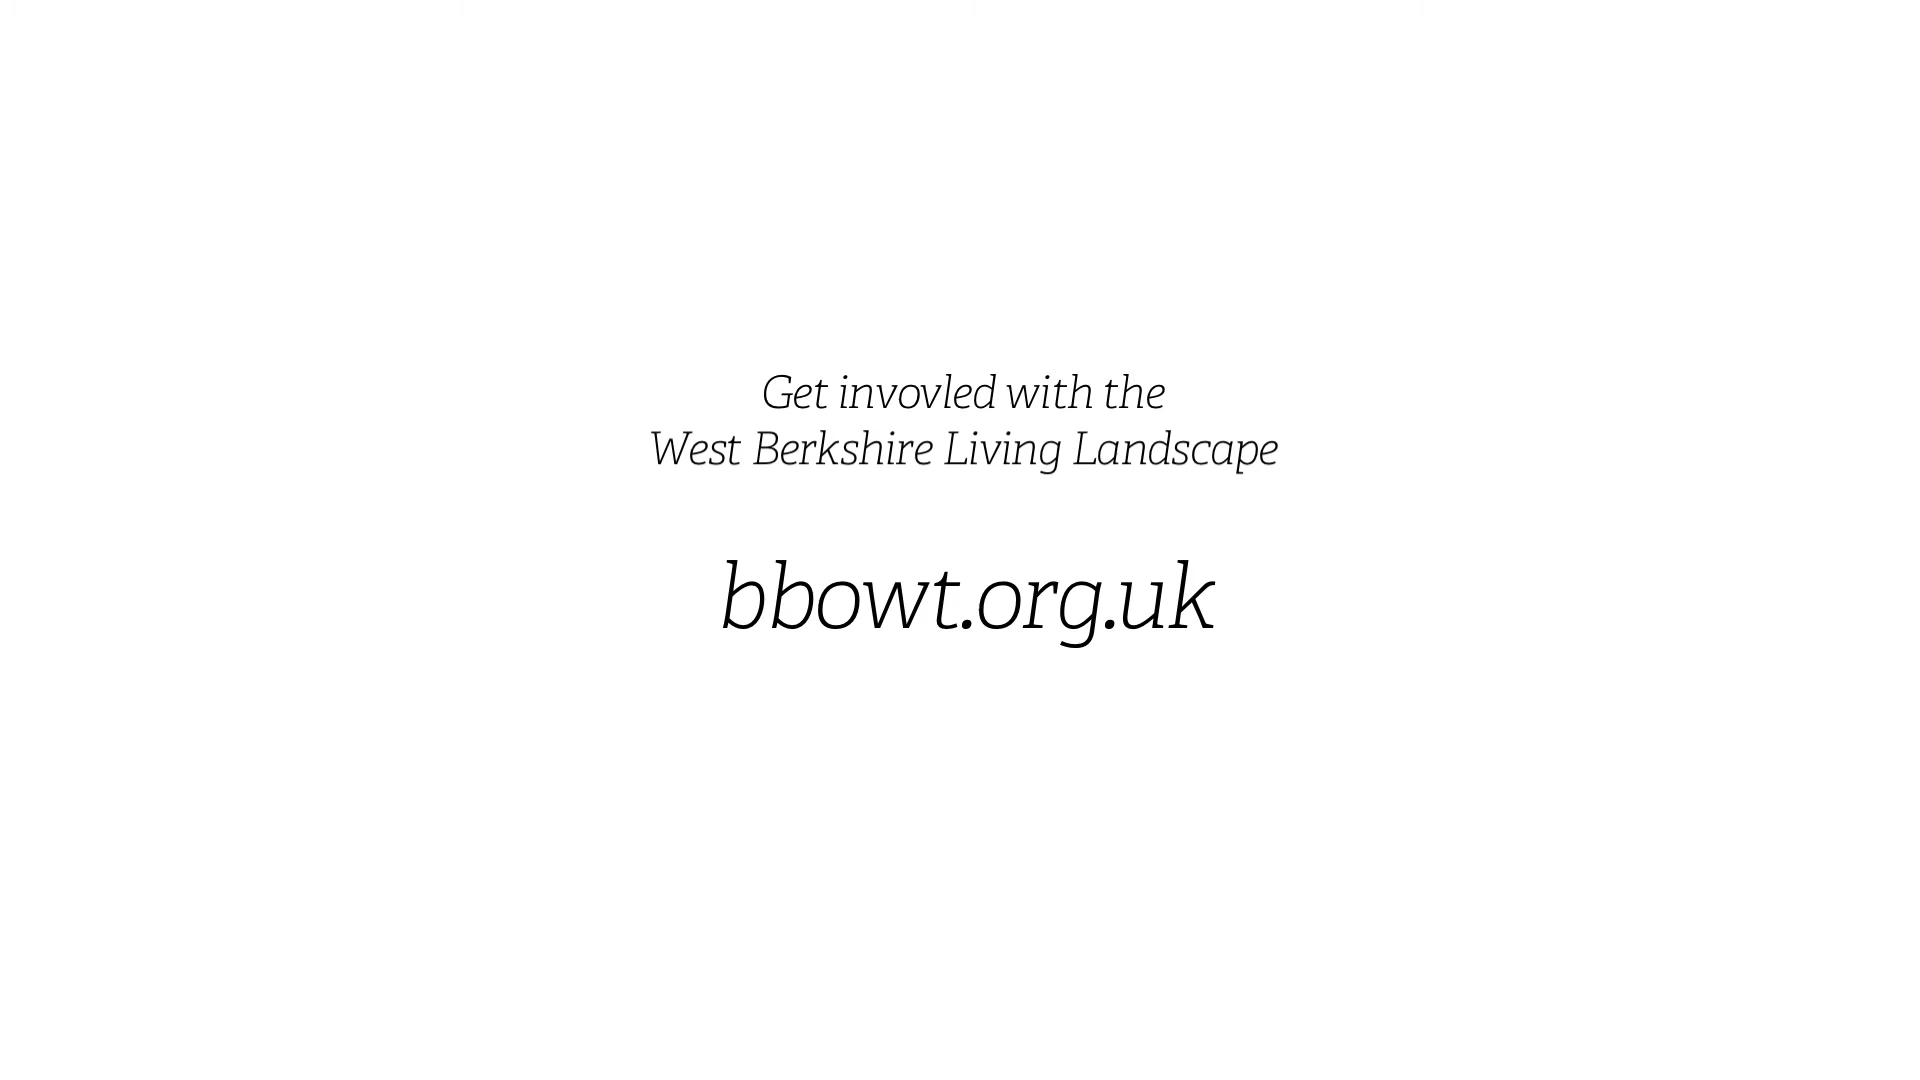 Get invovled with the
West Berkshire Living Landscape
bbowt.org.uk